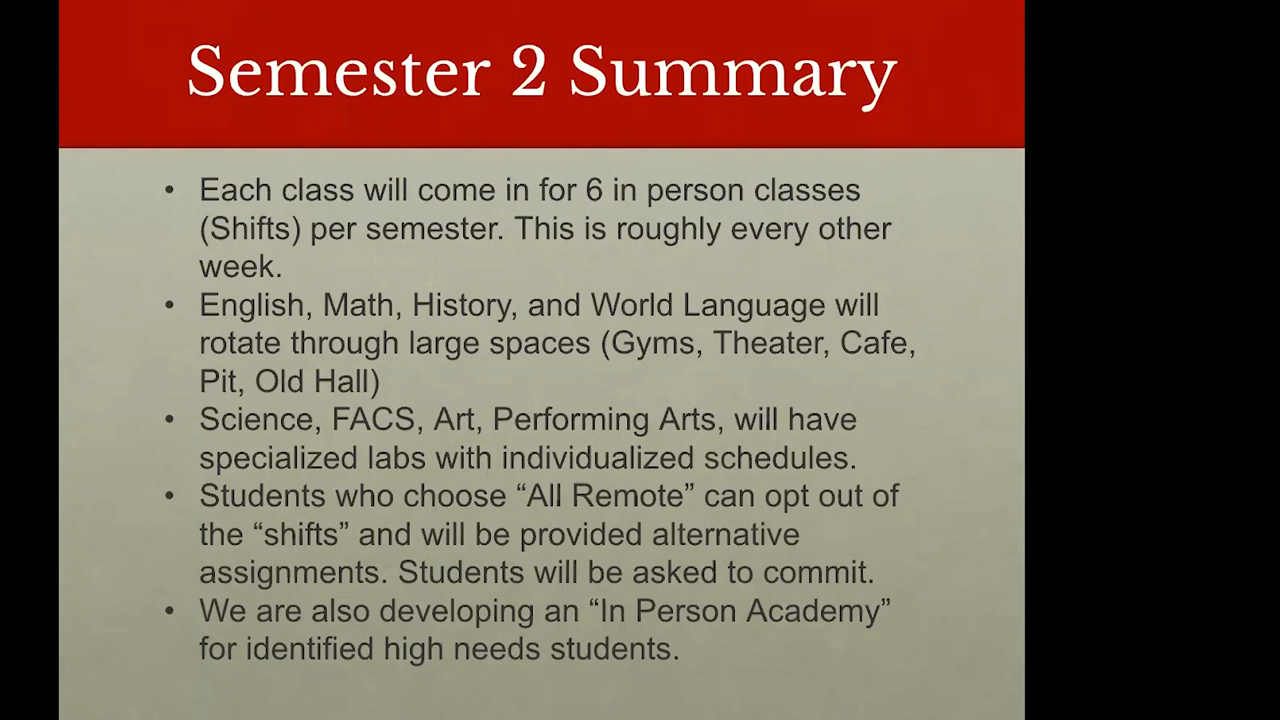 Semester 2 Summary
• Each class will come in for 6 in person classes
(Shifts) per semester. This is roughly every other
week.
• English, Math, History, and World Language will
rotate through large spaces (Gyms, Theater, Cafe,
Pit, Old Hall)
• Science, FACS, Art, Performing Arts, will have
specialized labs with individualized schedules.
• Students who choose “All Remote” can opt out of
the “shifts” and will be provided alternative
assignments. Students will be asked to commit.
• We are also developing an “In Person Academy”
for identified high needs students.